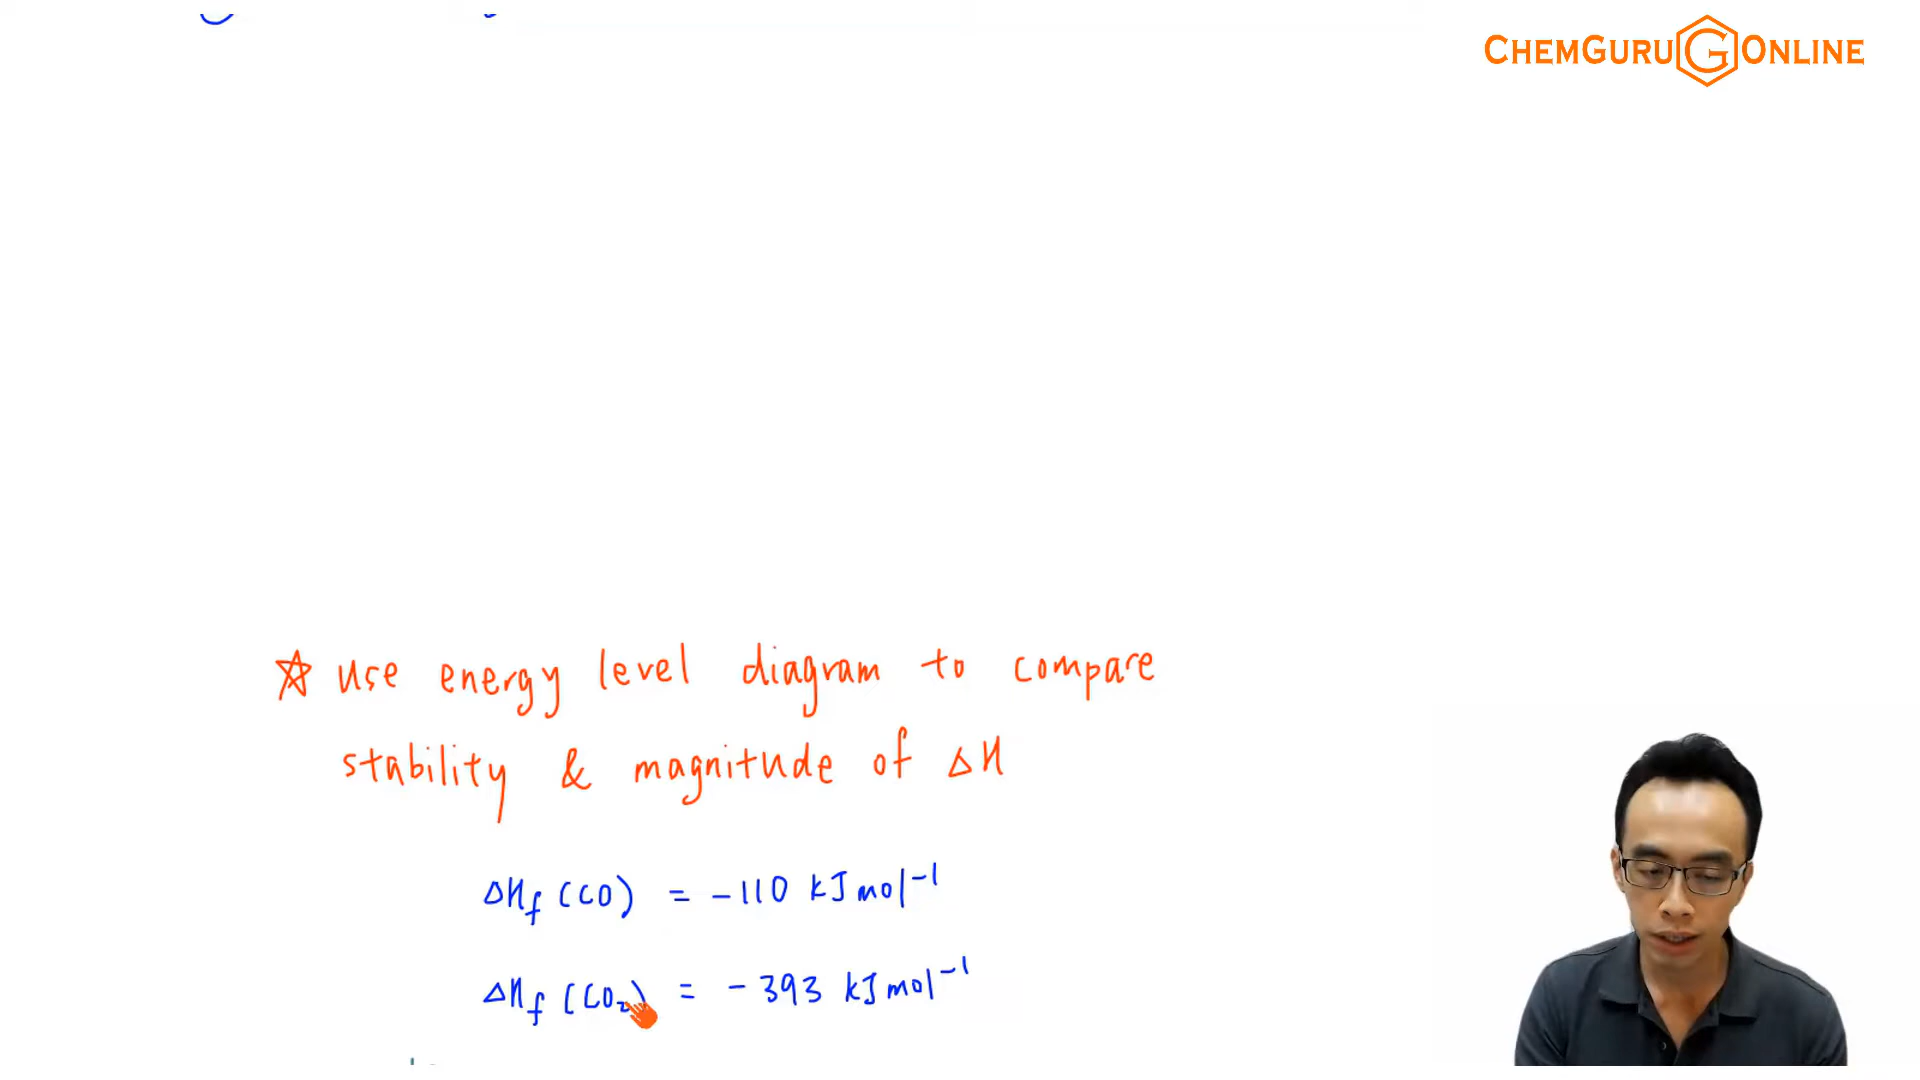 CHEMGURU G ONLINE
☆ use energy level diagram to compare
stability & magnitude of ΔH
ΔHf (CO) = -110 kJ mol⁻¹
ΔHf (CO₂) = -393 kJ mol⁻¹